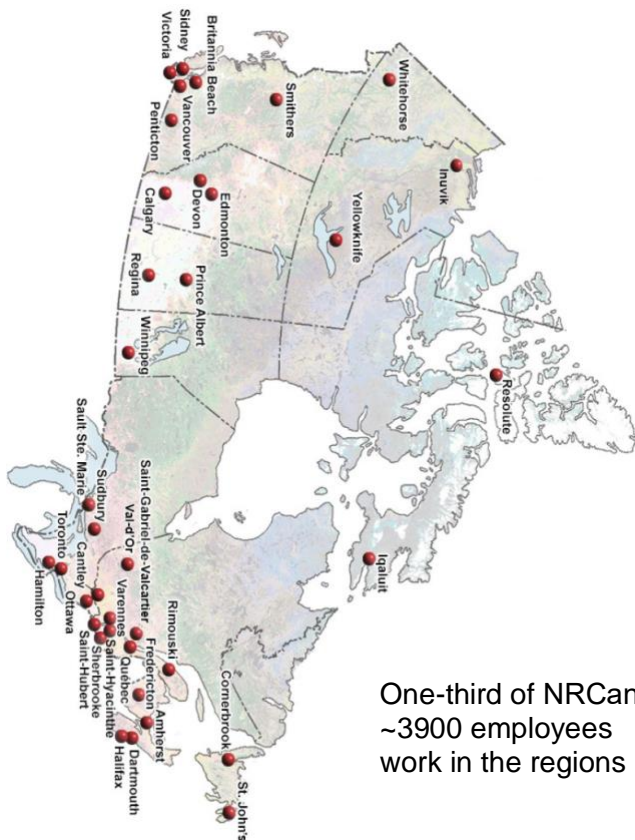 Britannia Beach
Sidney
Victoria
Vancouver
Penticton
Smithers
Whitehorse
Inuvik
Yellowknife
Edmonton
Devon
Calgary
Prince Albert
Regina
Winnipeg
Resolute
Iqaluit
Sault Ste. Marie
Sudbury
Toronto
Hamilton
Ottawa
Cantley
Val-d'Or
Saint-Gabriel-de-Valcartier
Varennes
Saint-Hubert
Sherbrooke
Saint-Hyacinthe
Québec
Rimouski
Fredericton
Amherst
Halifax
Dartmouth
Cornerbrook
St. John's
One-third of NRCan
~3900 employees
work in the regions